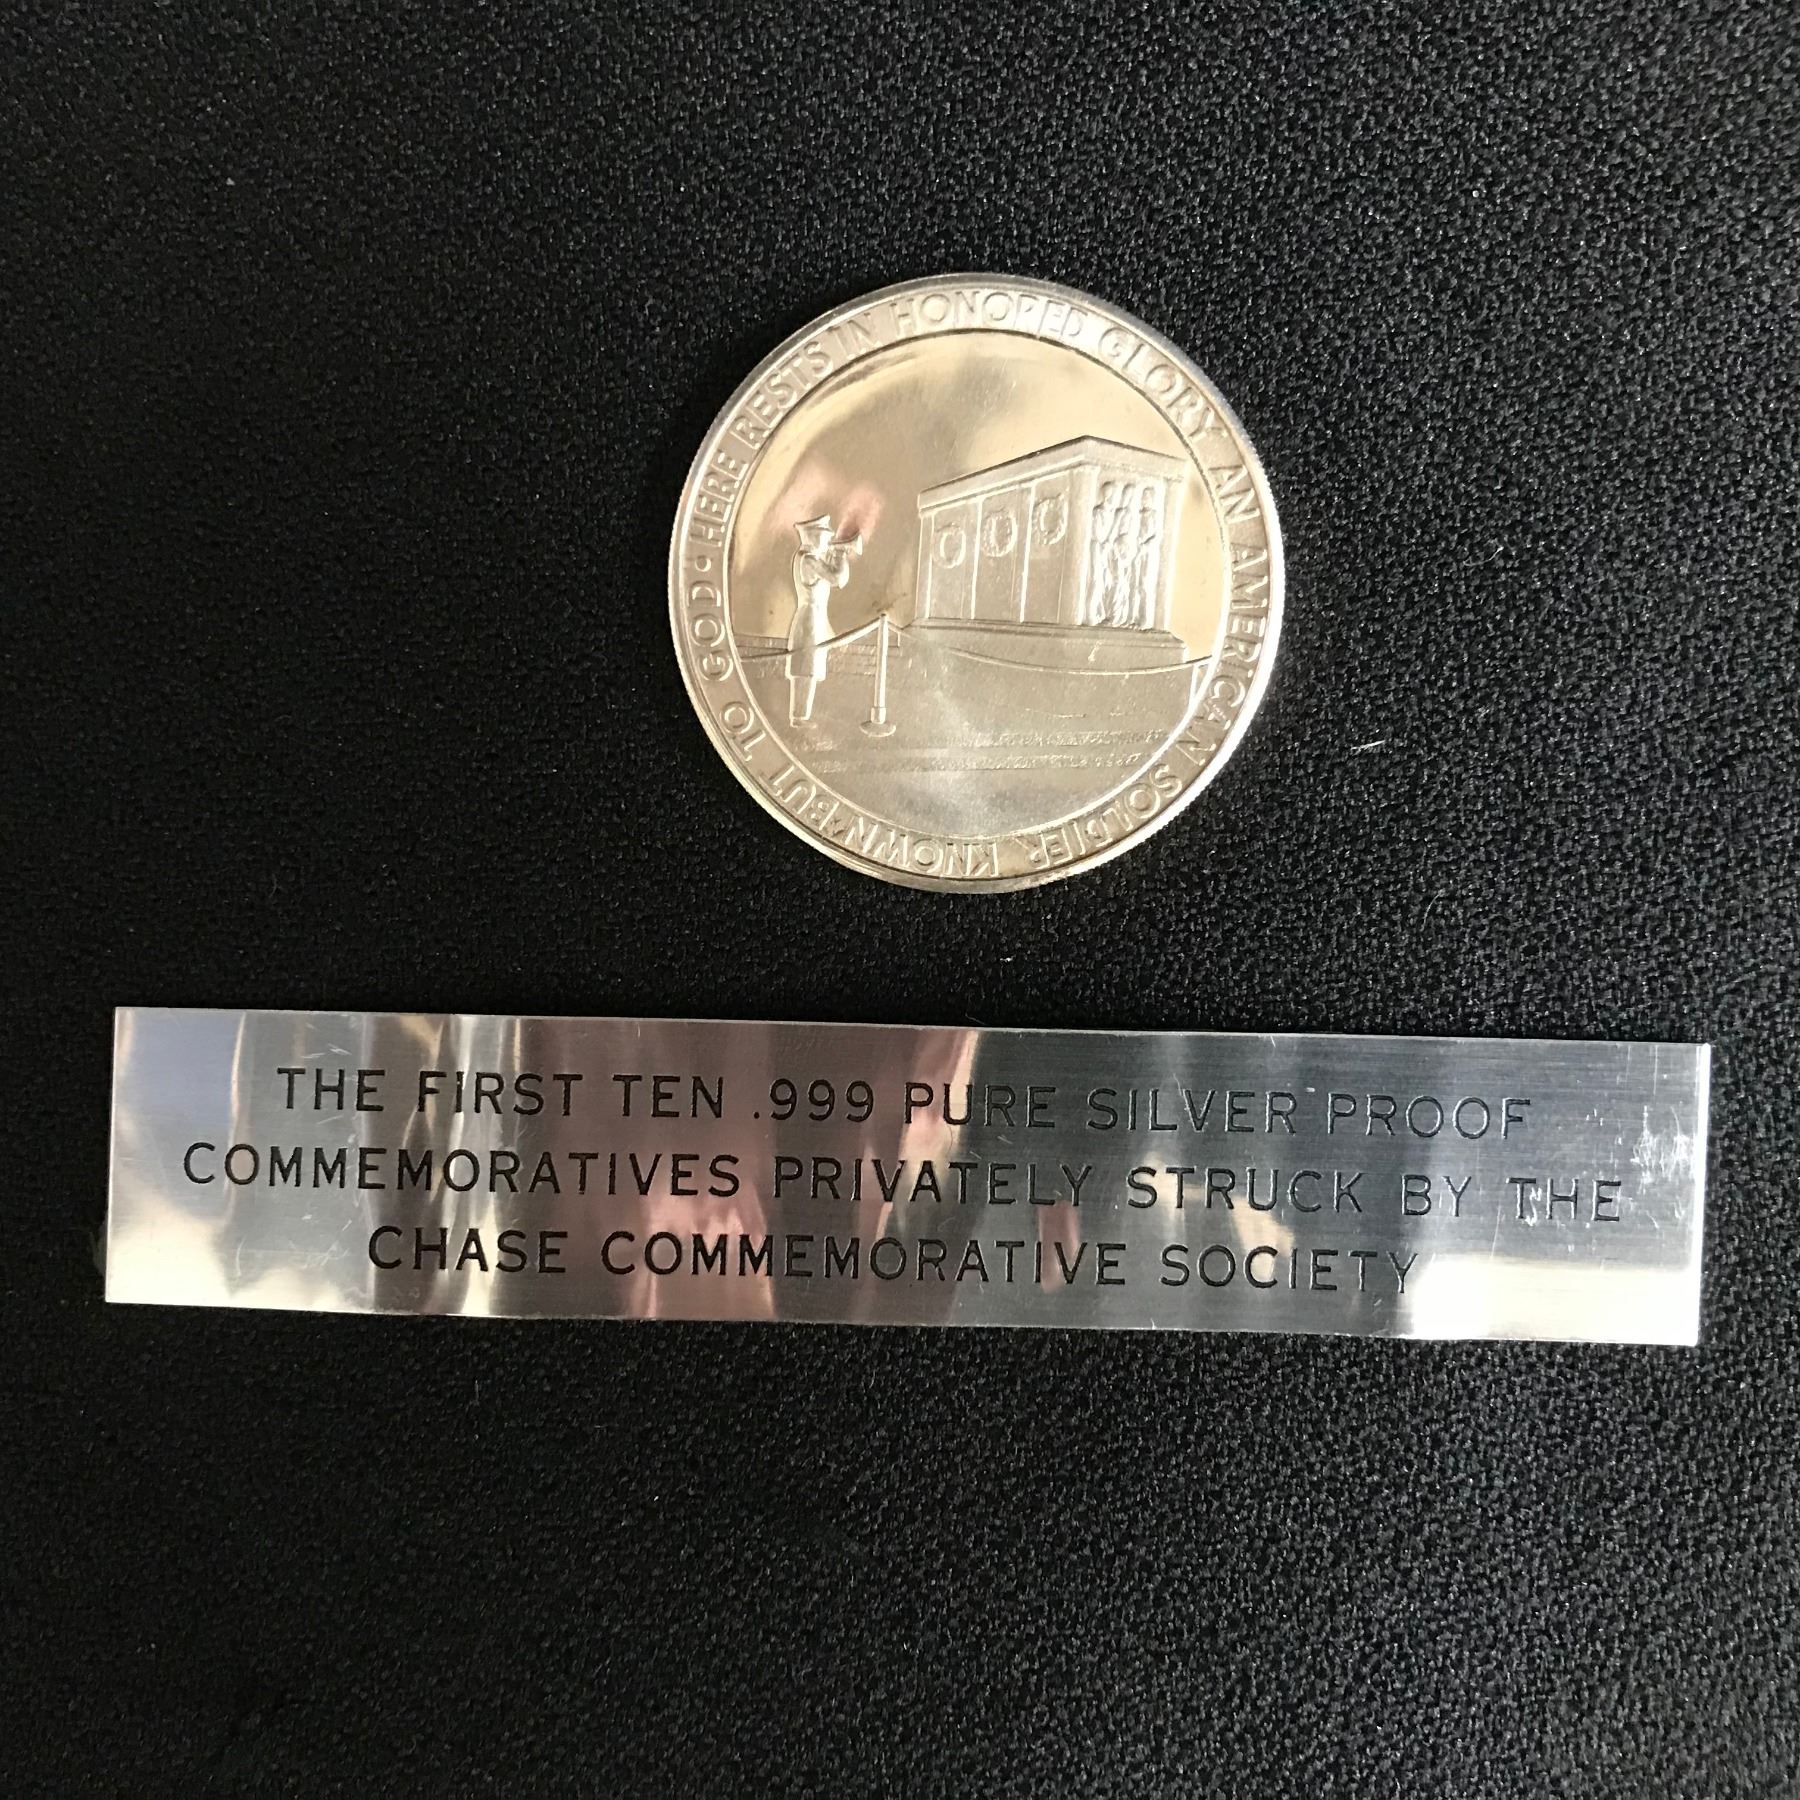 HERE RESTS IN HONORED GLORY AN AMERICAN SOLDIER KNOWN BUT TO GOD •
THE FIRST TEN .999 PURE SILVER PROOF
COMMEMORATIVES PRIVATELY STRUCK BY THE
CHASE COMMEMORATIVE SOCIETY